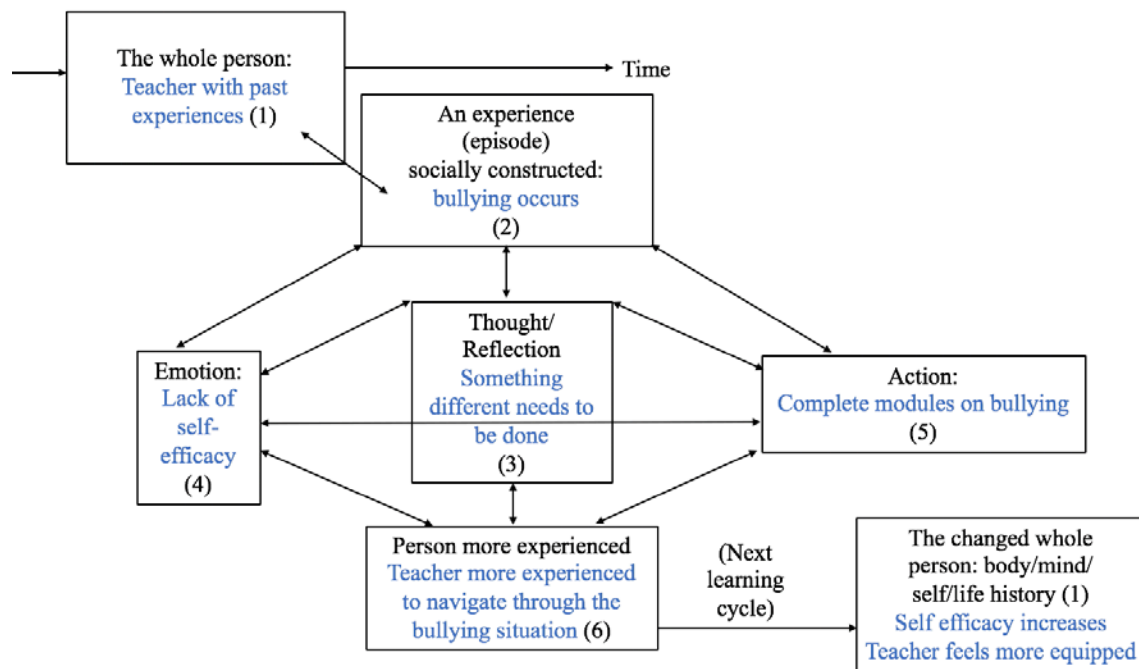 The whole person:
Teacher with past
experiences (1)
Time
An experience
(episode)
socially constructed:
bullying occurs
(2)
Thought/
Reflection
Something
different needs to
be done
(3)
Emotion:
Lack of
self-
efficacy
(4)
Action:
Complete modules on bullying
(5)
Person more experienced
Teacher more experienced
to navigate through the
bullying situation (6)
(Next
learning
cycle)
The changed whole
person: body/mind/
self/life history (1)
Self efficacy increases
Teacher feels more equipped